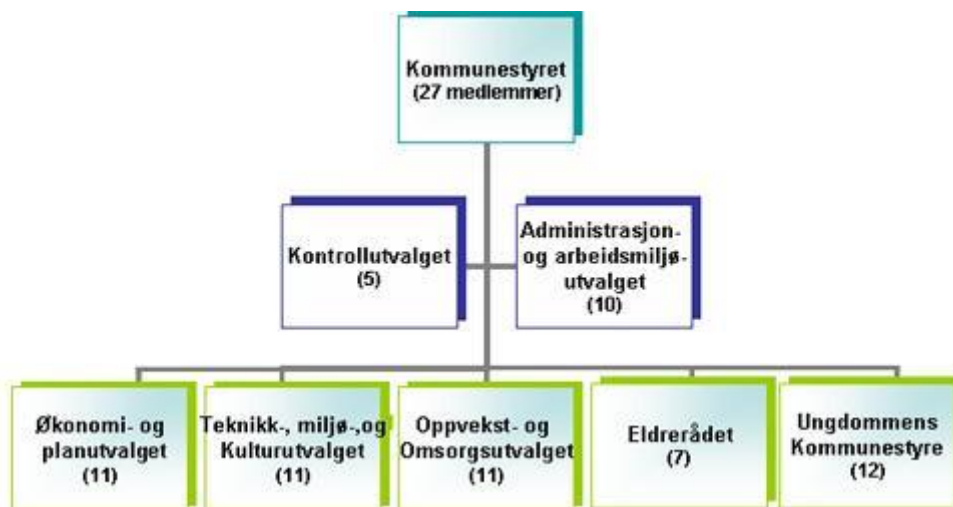 Kommunestyret
(27 medlemmer)
Kontrollutvalget
(5)
Administrasjon-
og arbeidsmiljø-
utvalget
(10)
Økonomi- og
planutvalget
(11)
Teknikk-, miljø-,og
Kulturutvalget
(11)
Oppvekst- og
Omsorgsutvalget
(11)
Eldrerådet
(7)
Ungdommens
Kommunestyre
(12)